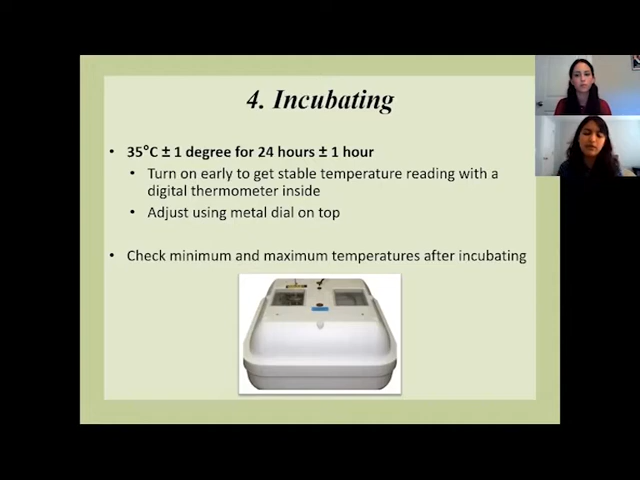 4. Incubating
• 35°C ± 1 degree for 24 hours ± 1 hour
• Turn on early to get stable temperature reading with a
digital thermometer inside
• Adjust using metal dial on top
• Check minimum and maximum temperatures after incubating